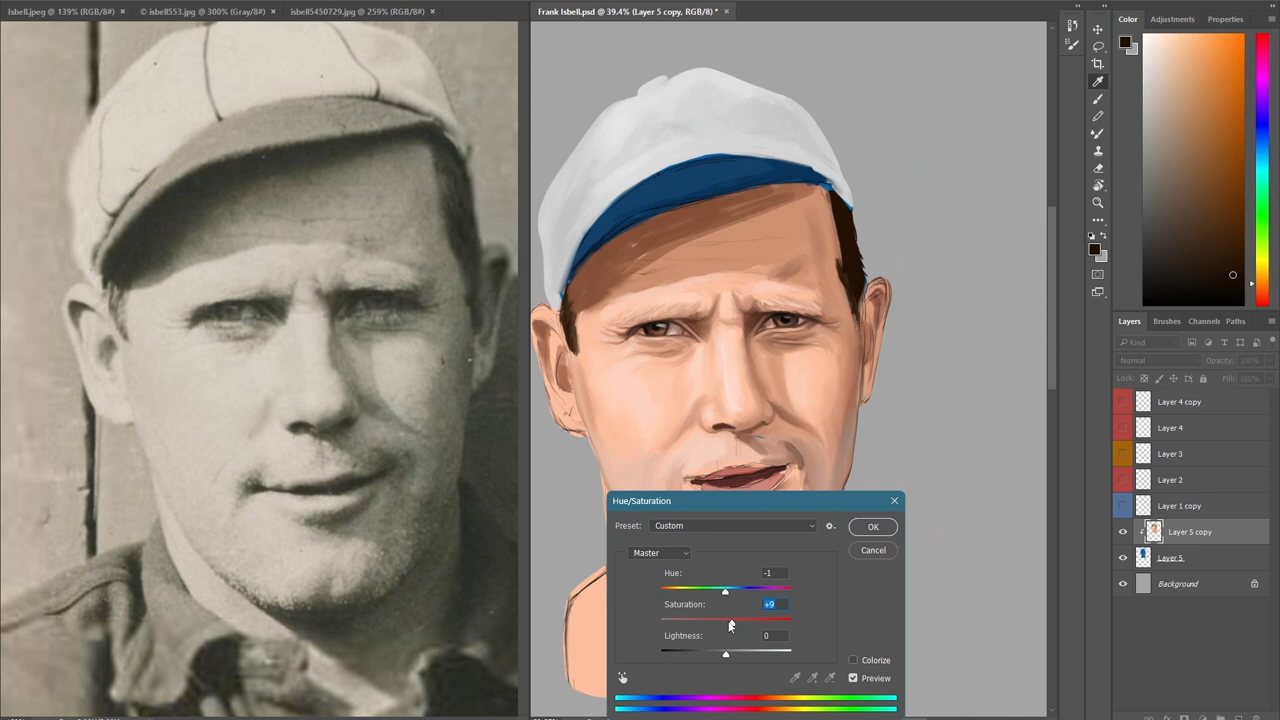 Isbell.jpeg @ 139% (RGB/8#) ×
© isbell553.jpg @ 300% (Gray/8#) ×
isbell5450729.jpg @ 259% (RGB/8#) ×
Frank Isbell.psd @ 39.4% (Layer 5 copy, RGB/8) * ×
Color Adjustments Properties
Layers Brushes Channels Paths
Kind
Normal Opacity: 100%
Lock: Fill: 100%
Layer 4 copy
Layer 4
Layer 3
Layer 2
Layer 1 copy
Layer 5 copy
Layer 5
Background
Hue/Saturation
Preset: Custom
OK
Cancel
Master
Hue: -1
Saturation: +9
Lightness: 0
Colorize
Preview